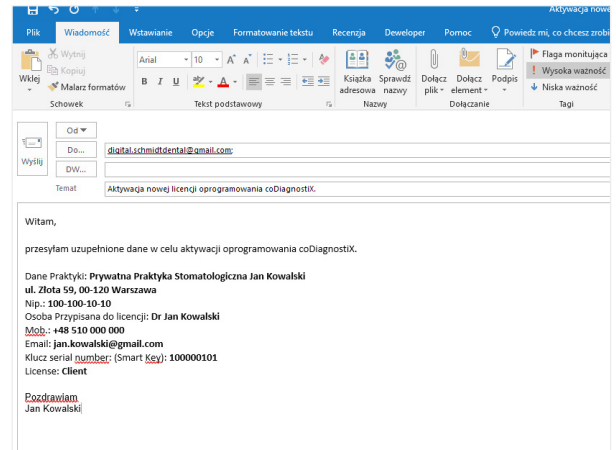 Aktywacja nowe
Plik Wiadomość Wstawianie Opcje Formatowanie tekstu Recenzja Deweloper Pomoc Powiedz mi, co chcesz zrobi
Wklej
Wytnij
Kopiuj
Malarz formatów
Schowek
Arial 10 A A
B I U A
Tekst podstawowy
Książka adresowa
Sprawdź nazwy
Nazwy
Dołącz plik
Dołącz element
Podpis
Dołączanie
Flaga monitująca
Wysoka ważność
Niska ważność
Tagi
Wyślij
Od
Do... digital.schmidtdental@gmail.com;
DW...
Temat Aktywacja nowej licencji oprogramowania coDiagnostiX.
Witam,
przesyłam uzupełnione dane w celu aktywacji oprogramowania coDiagnostiX.
Dane Praktyki: Prywatna Praktyka Stomatologiczna Jan Kowalski
ul. Złota 59, 00-120 Warszawa
Nip.: 100-100-10-10
Osoba Przypisana do licencji: Dr Jan Kowalski
Mob.: +48 510 000 000
Email: jan.kowalski@gmail.com
Klucz serial number: (Smart Key): 100000101
License: Client
Pozdrawiam
Jan Kowalski